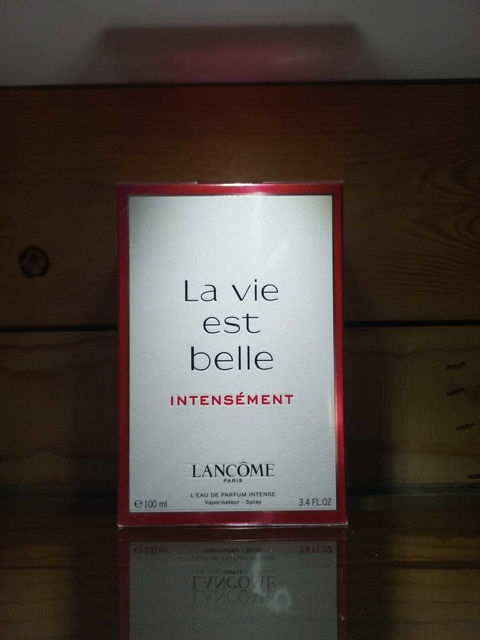 La vie
est
belle
INTENSÉMENT
LANCÔME
PARIS
L'EAU DE PARFUM INTENSE
Vaporisateur - Spray
℮ 100 ml 3.4 FL.OZ